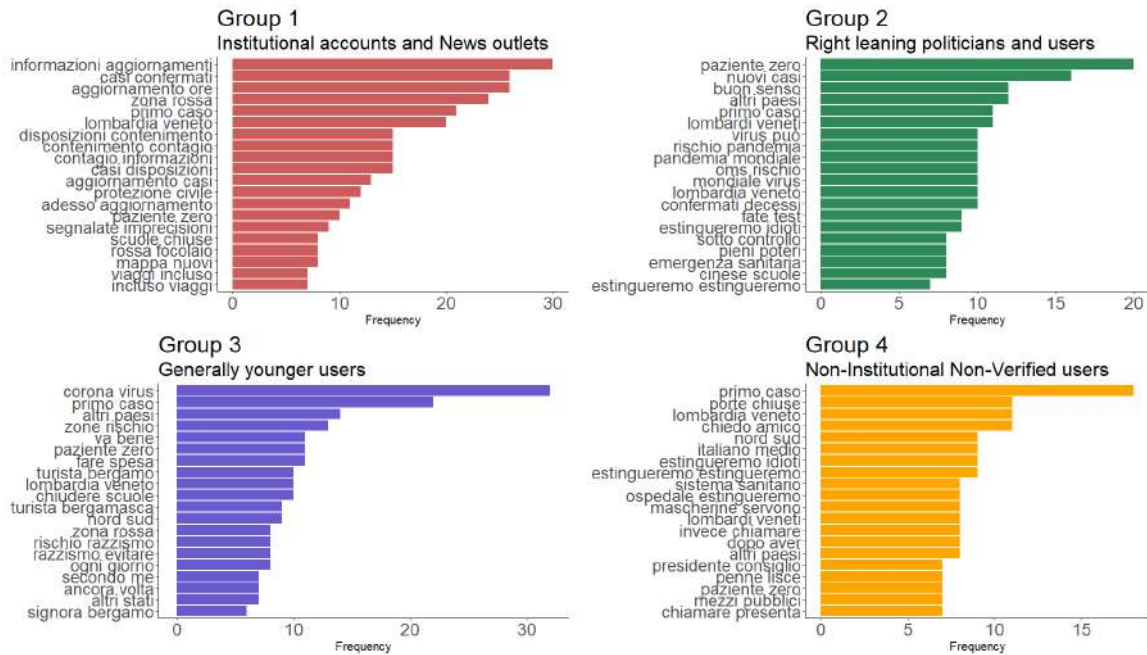 Group 1
Institutional accounts and News outlets
informazioni aggiornamenti
casi confermati
aggiornamento ore
zona rossa
primo caso
lombardia veneto
disposizioni contenimento
contenimento contagio
contagio informazioni
casi disposizioni
aggiornamento casi
protezione civile
adesso aggiornamento
paziente zero
segnalate imprecisioni
scuole chiuse
rossa focolaio
mappa nuovi
viaggi incluso
incluso viaggi
0 10 20 30
Frequency
Group 2
Right leaning politicians and users
paziente zero
nuovi casi
buon senso
altri paesi
primo caso
lombardi veneti
virus può
rischio pandemia
pandemia mondiale
oms rischio
mondiale virus
lombardia veneto
confermati decessi
fate test
estingueremo idioti
sotto controllo
pieni poteri
emergenza sanitaria
cinese scuole
estingueremo estingueremo
0 5 10 15 20
Frequency
Group 3
Generally younger users
corona virus
primo caso
altri paesi
zone rischio
va bene
paziente zero
fare spesa
turista bergamo
lombardia veneto
chiudere scuole
turista bergamasca
nord sud
zona rossa
rischio razzismo
razzismo evitare
ogni giorno
secondo me
ancora volta
altri stati
signora bergamo
0 10 20 30
Frequency
Group 4
Non-Institutional Non-Verified users
primo caso
porte chiuse
lombardia veneto
chiedo amico
nord sud
italiano medio
estingueremo idioti
estingueremo estingueremo
sistema sanitario
ospedale estingueremo
mascherine servono
lombardi veneti
invece chiamare
dopo aver
altri paesi
presidente consiglio
penne lisce
paziente zero
mezzi pubblici
chiamare presenta
0 5 10 15
Frequency